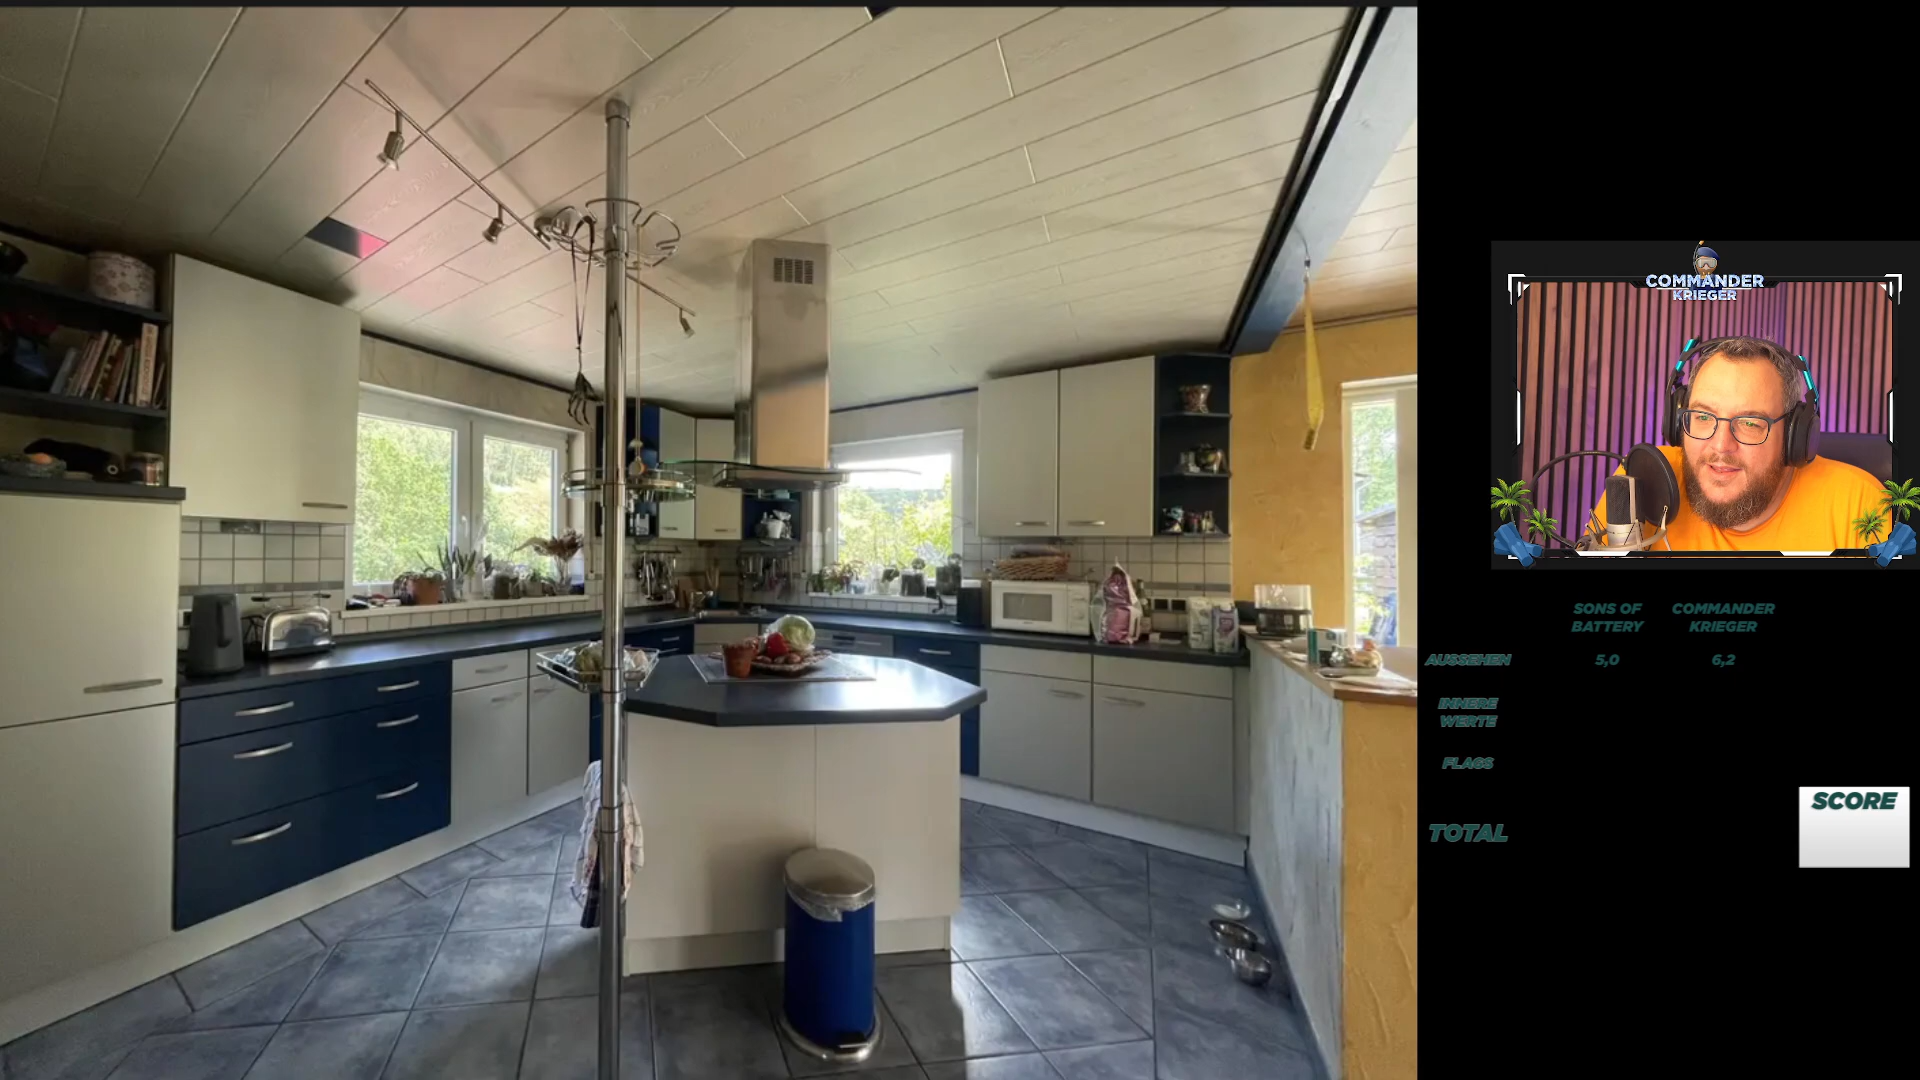 COMMANDER
KRIEGER
SONS OF
BATTERY
COMMANDER
KRIEGER
AUSSEHEN
5,0
6,2
INNERE
WERTE
FLAGS
TOTAL
SCORE